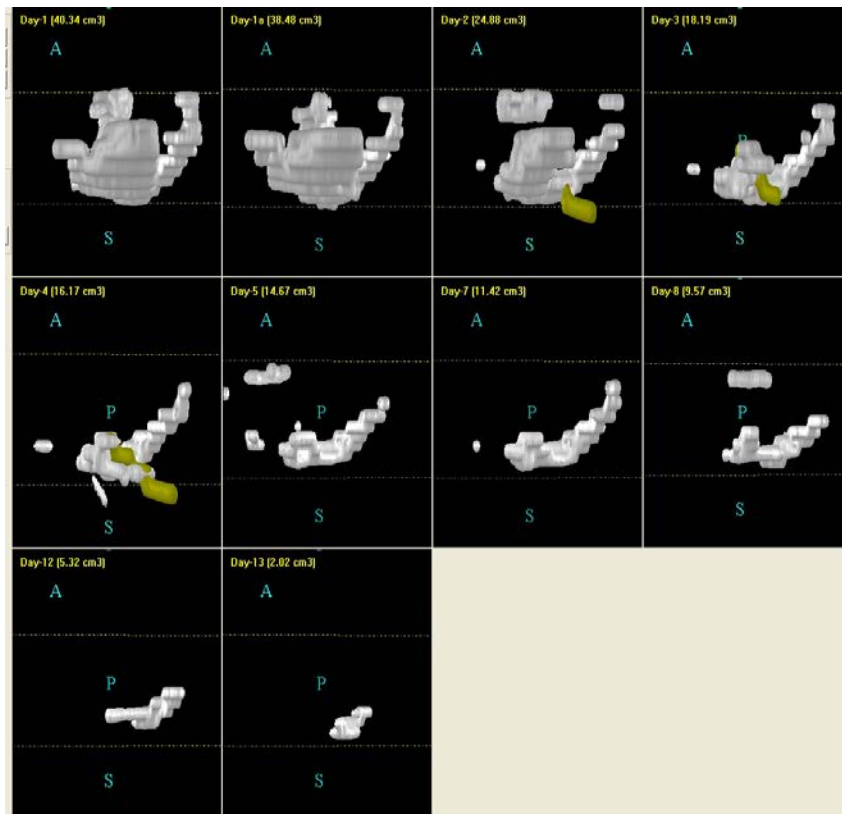 Day-1 (40.34 cm3)
A
S
Day-1a (38.48 cm3)
A
S
Day-2 (24.88 cm3)
A
S
Day-3 (18.19 cm3)
A
P
S
Day-4 (16.17 cm3)
A
P
S
Day-5 (14.67 cm3)
A
P
S
Day-7 (11.42 cm3)
A
P
S
Day-8 (9.57 cm3)
A
P
S
Day-12 (5.32 cm3)
A
P
S
Day-13 (2.02 cm3)
A
P
S